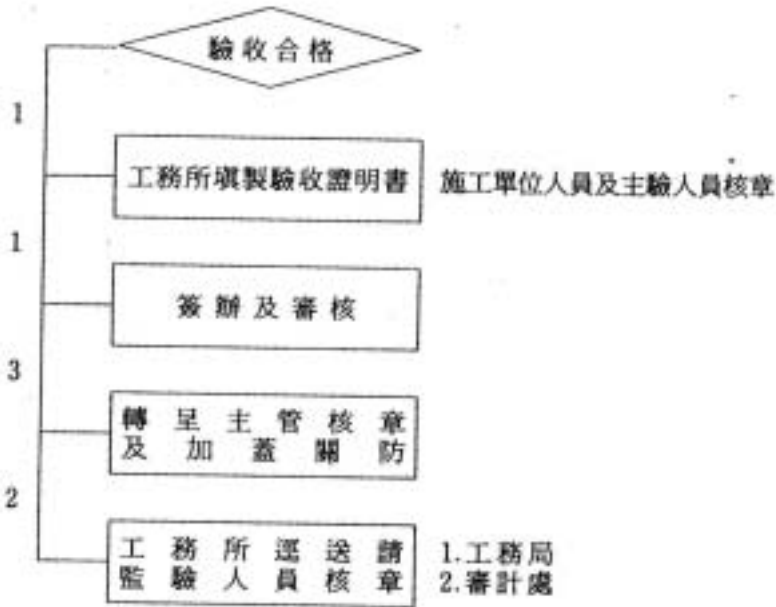 驗收合格
1
工務所填製驗收證明書 施工單位人員及主驗人員核章
1
簽辦及審核
3
轉呈主管核章
及加蓋關防
2
工務所逕送請 1.工務局
監驗人員核章 2.審計處